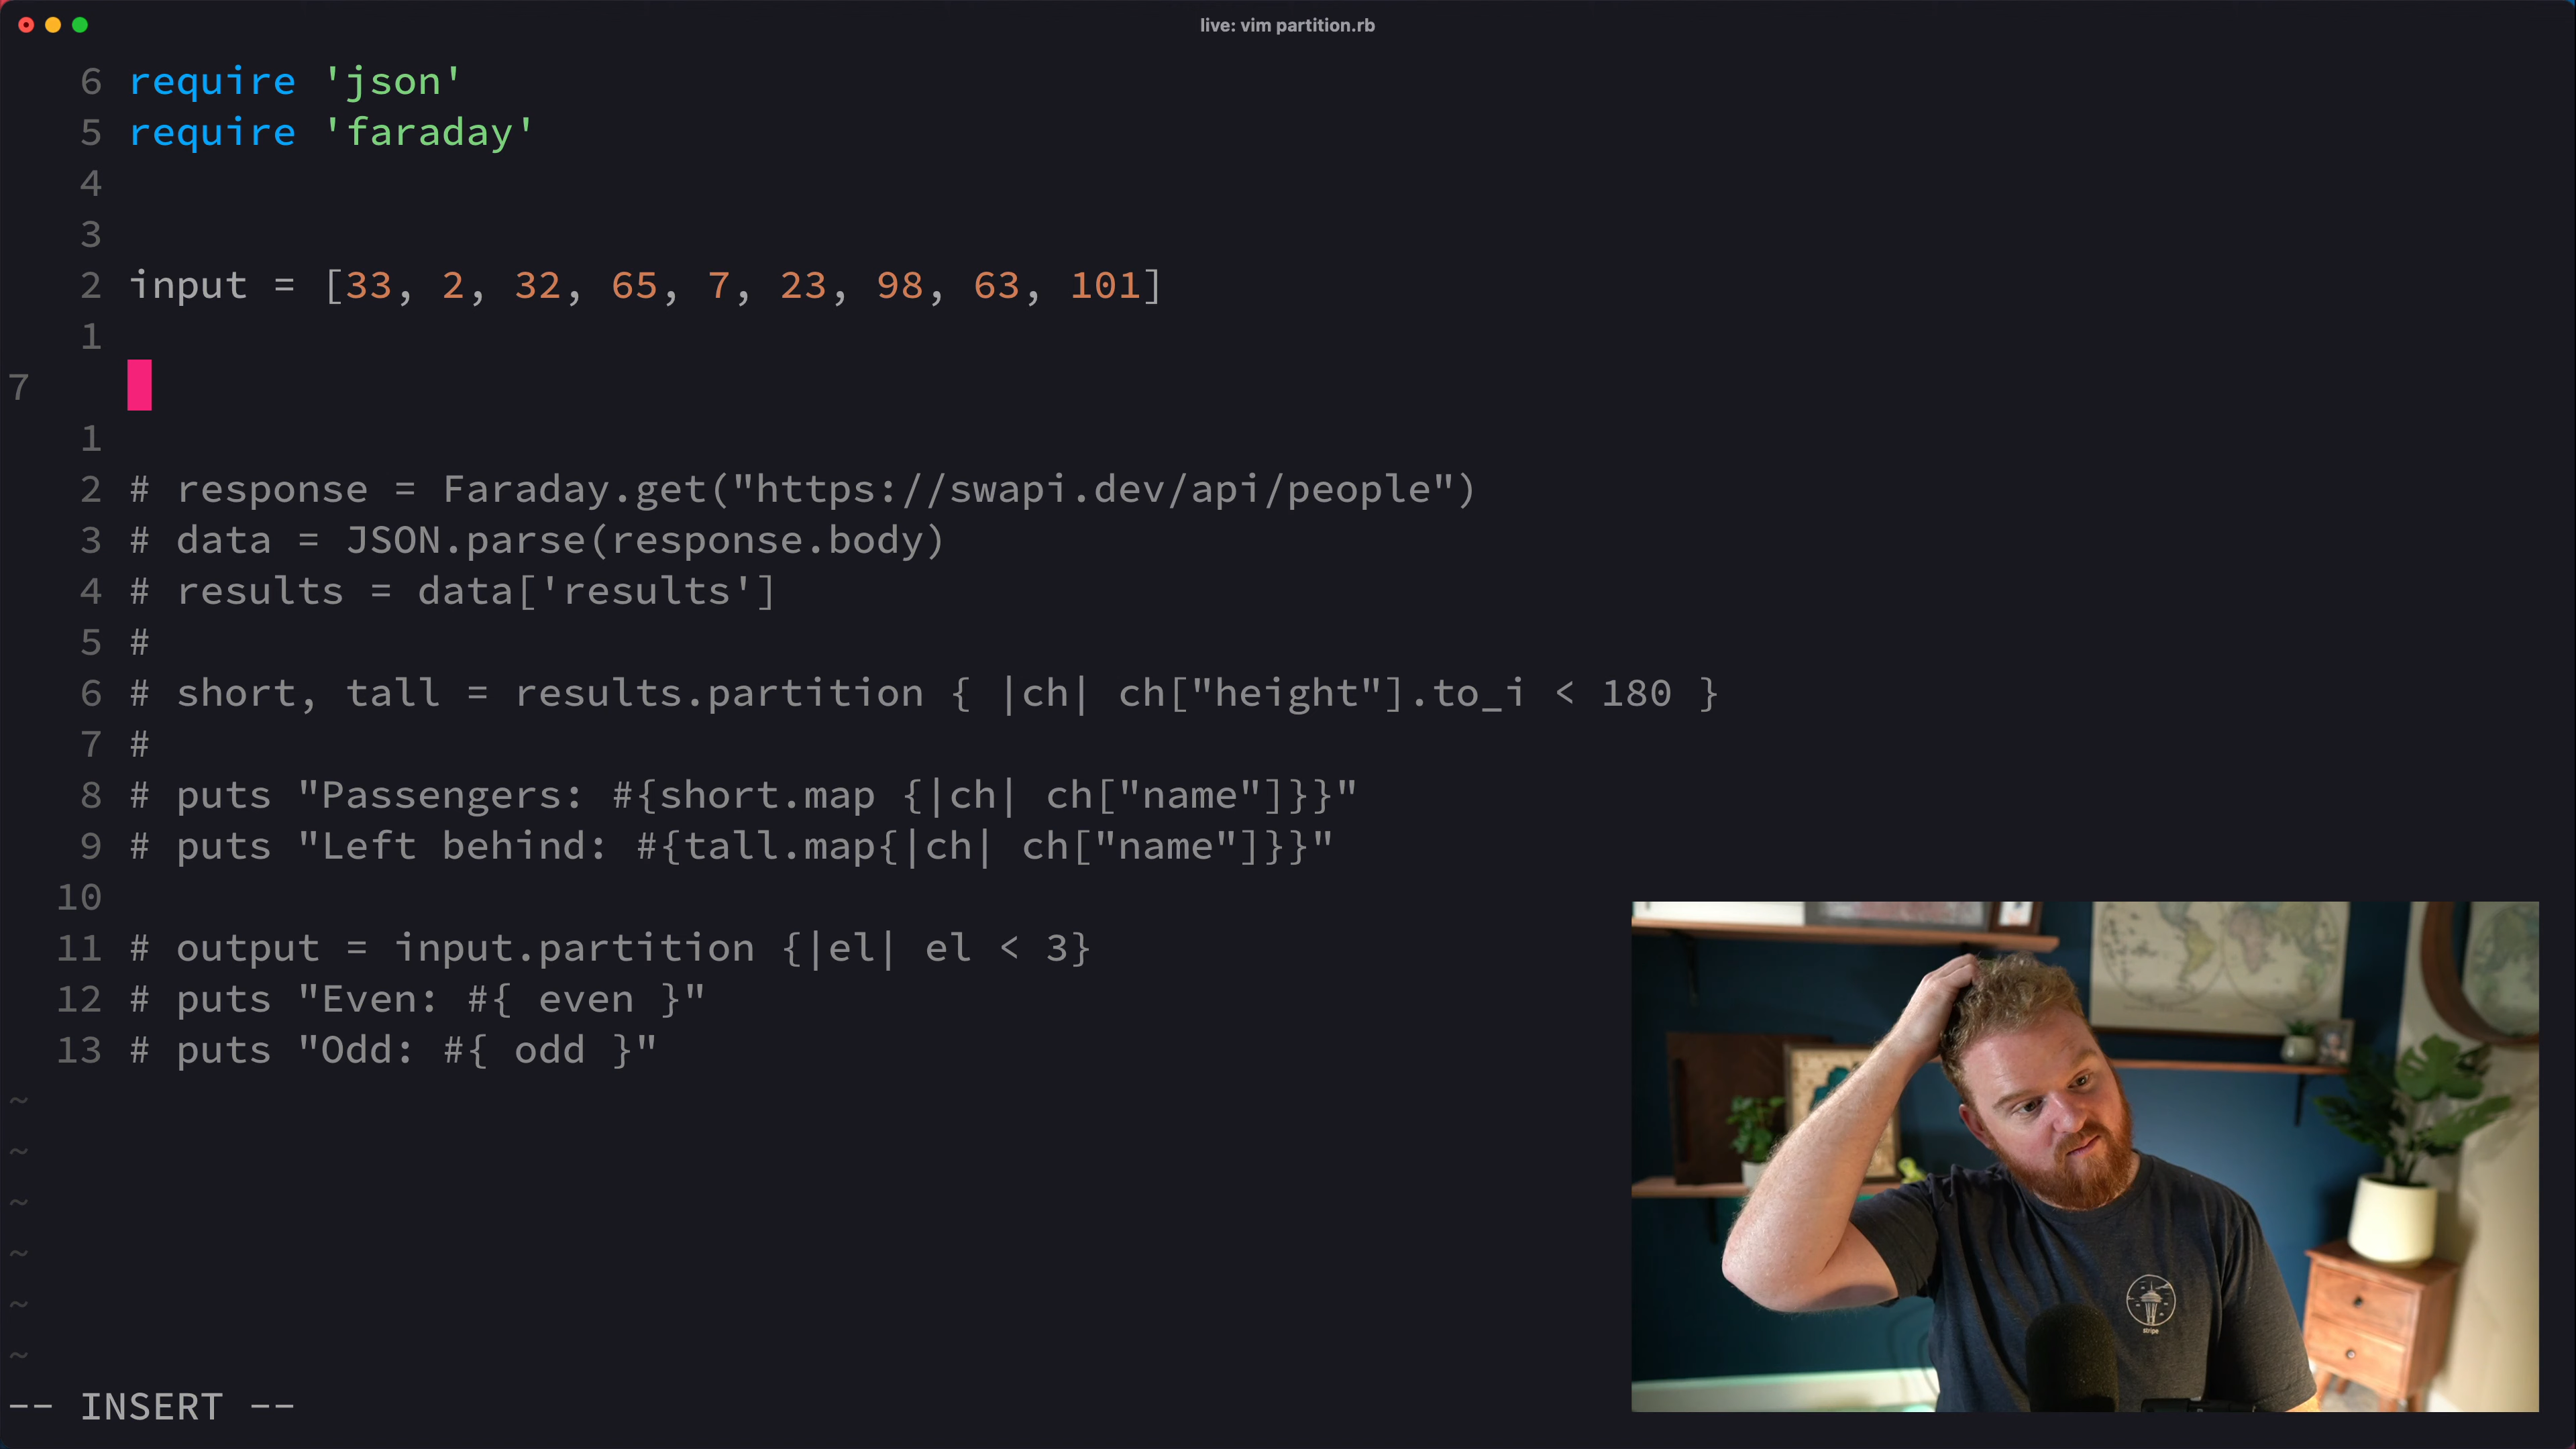 live: vim partition.rb
6 require 'json'
5 require 'faraday'
4
3
2 input = [33, 2, 32, 65, 7, 23, 98, 63, 101]
1
7
1
2 # response = Faraday.get("https://swapi.dev/api/people")
3 # data = JSON.parse(response.body)
4 # results = data['results']
5 #
6 # short, tall = results.partition { |ch| ch["height"].to_i < 180 }
7 #
8 # puts "Passengers: #{short.map {|ch| ch["name"]}}"
9 # puts "Left behind: #{tall.map{|ch| ch["name"]}}"
10
11 # output = input.partition {|el| el < 3}
12 # puts "Even: #{ even }"
13 # puts "Odd: #{ odd }"
~
~
~
~
~
~
-- INSERT --
stripe